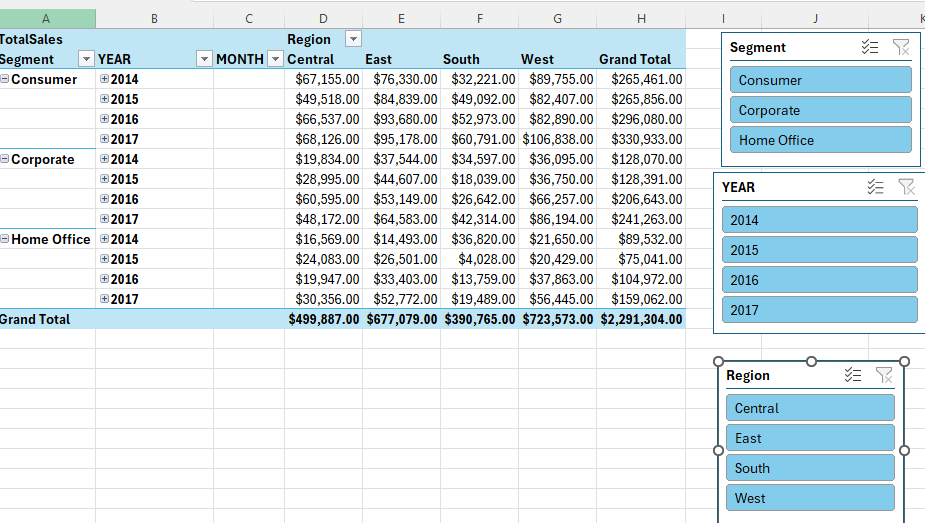 A B C D E F G H I J K
TotalSales Region
Segment YEAR MONTH Central East South West Grand Total
Consumer 2014 $67,155.00 $76,330.00 $32,221.00 $89,755.00 $265,461.00
2015 $49,518.00 $84,839.00 $49,092.00 $82,407.00 $265,856.00
2016 $66,537.00 $93,680.00 $52,973.00 $82,890.00 $296,080.00
2017 $68,126.00 $95,178.00 $60,791.00 $106,838.00 $330,933.00
Corporate 2014 $19,834.00 $37,544.00 $34,597.00 $36,095.00 $128,070.00
2015 $28,995.00 $44,607.00 $18,039.00 $36,750.00 $128,391.00
2016 $60,595.00 $53,149.00 $26,642.00 $66,257.00 $206,643.00
2017 $48,172.00 $64,583.00 $42,314.00 $86,194.00 $241,263.00
Home Office 2014 $16,569.00 $14,493.00 $36,820.00 $21,650.00 $89,532.00
2015 $24,083.00 $26,501.00 $4,028.00 $20,429.00 $75,041.00
2016 $19,947.00 $33,403.00 $13,759.00 $37,863.00 $104,972.00
2017 $30,356.00 $52,772.00 $19,489.00 $56,445.00 $159,062.00
Grand Total $499,887.00 $677,079.00 $390,765.00 $723,573.00 $2,291,304.00
Segment
Consumer
Corporate
Home Office
YEAR
2014
2015
2016
2017
Region
Central
East
South
West